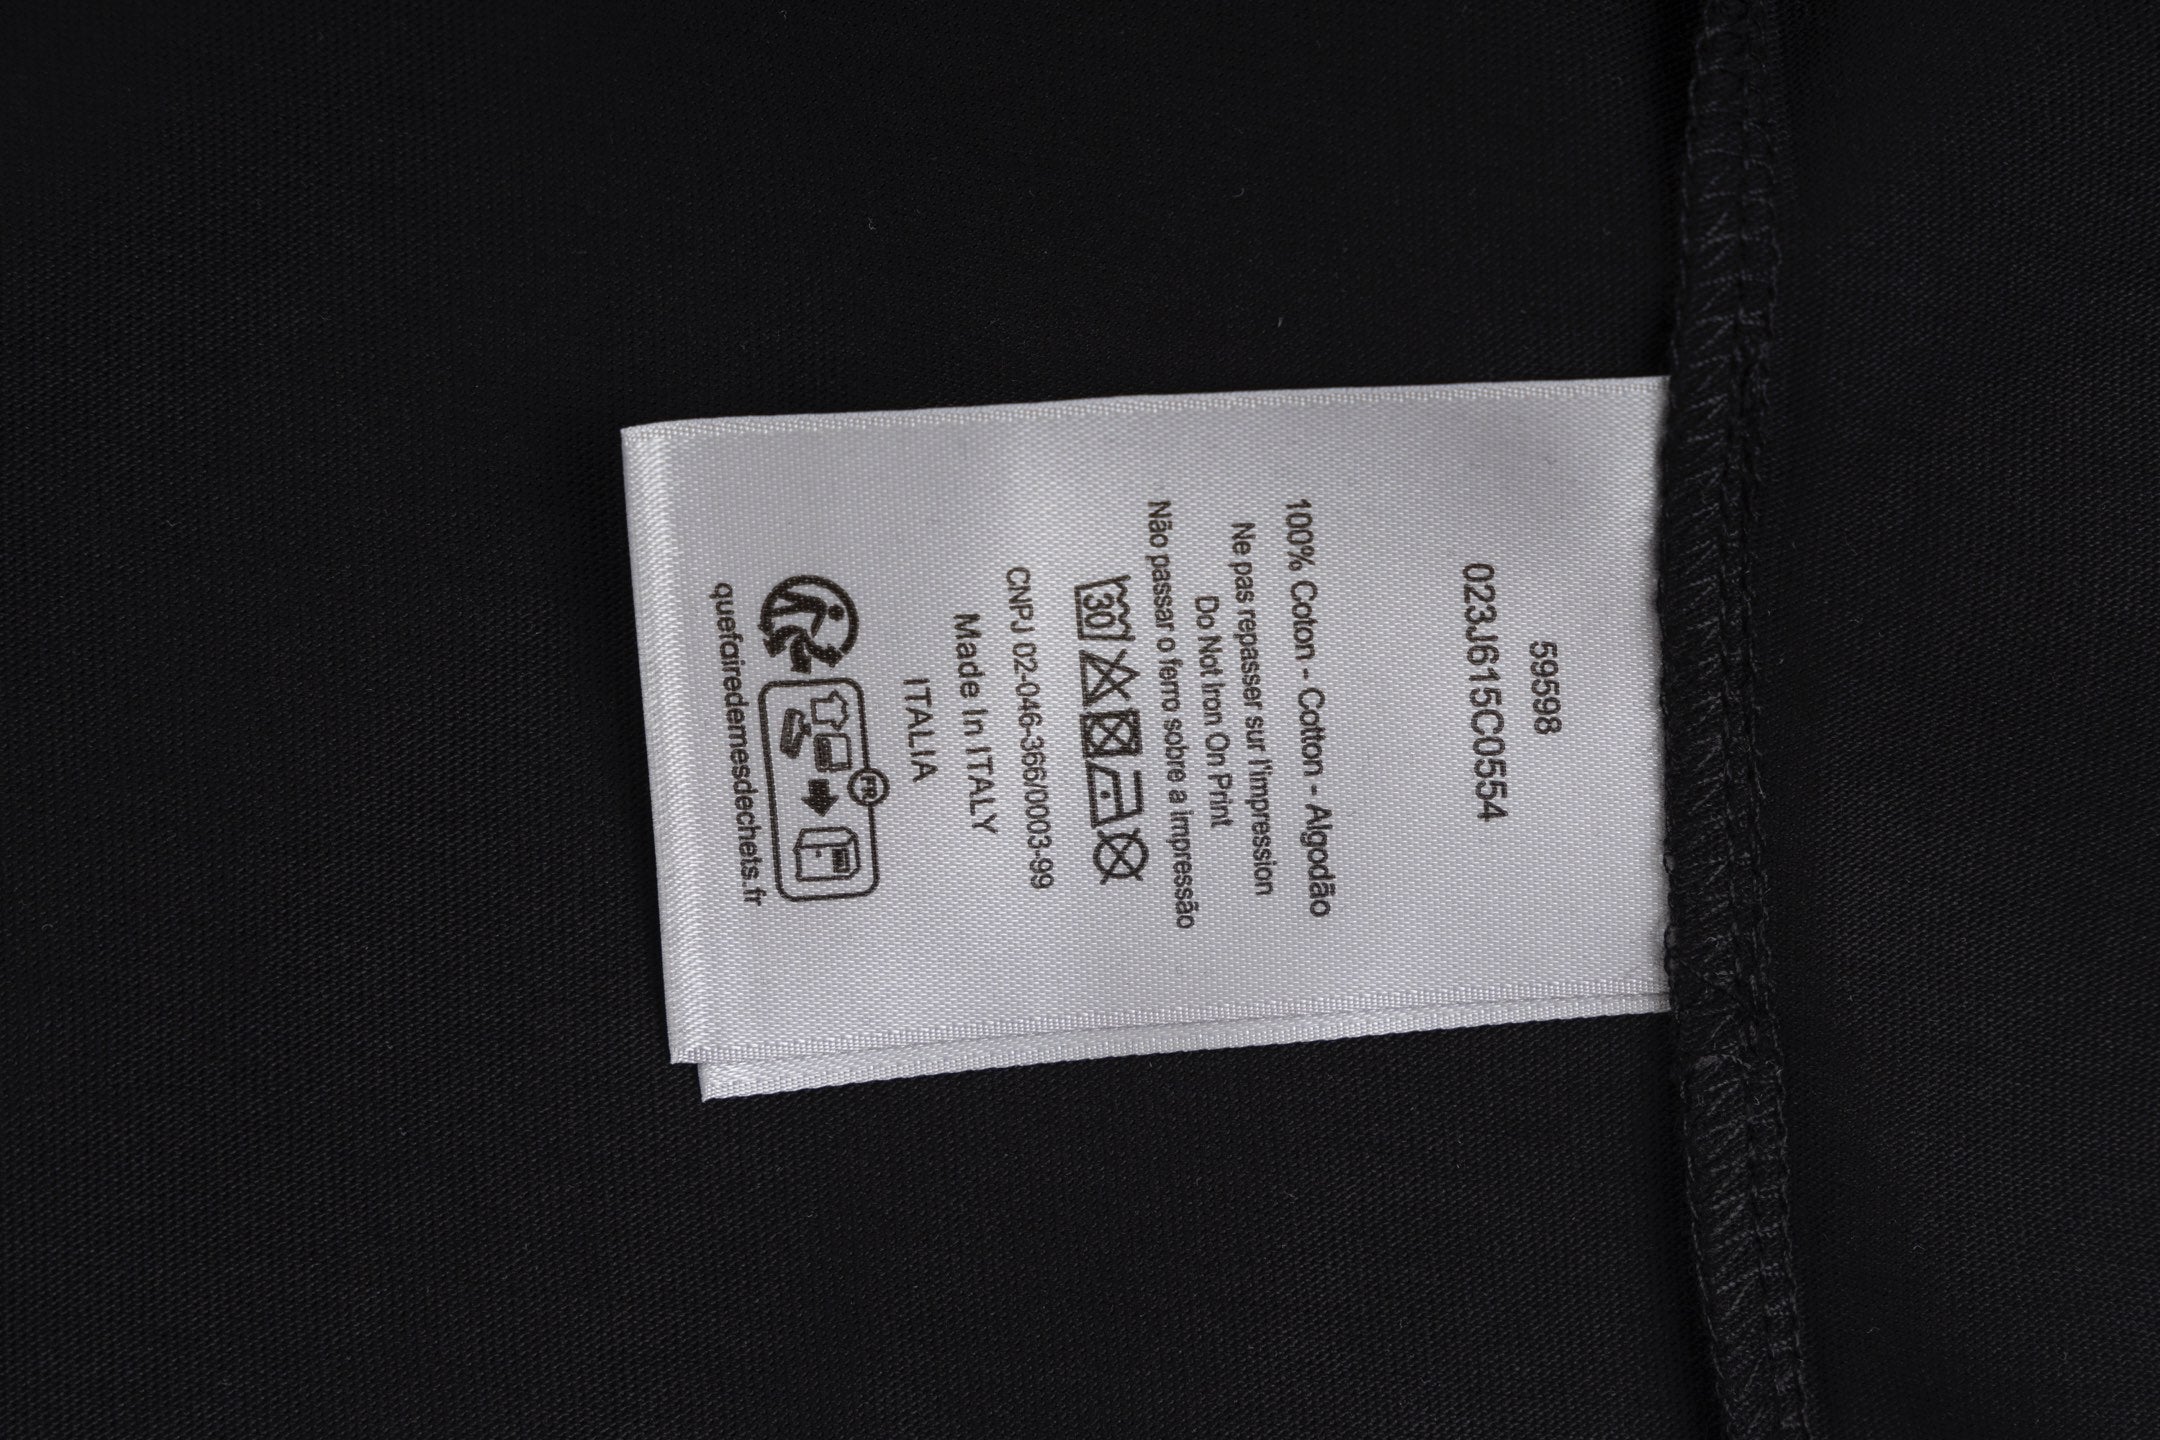 59598
023J615C0554
100% Coton - Cotton - Algodão
Ne pas repasser sur l'impression
Do Not Iron On Print
Não passar o ferro sobre a impressão
30
CNPJ 02-046-366/0003-99
Made In ITALY
ITALIA
FR
quefairedemesdechets.fr